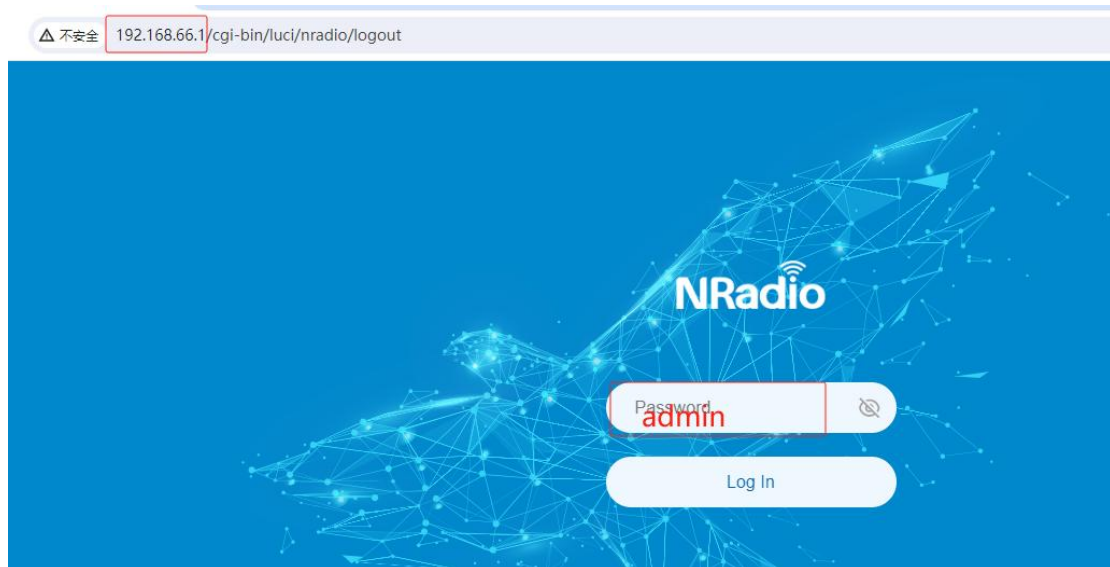 不安全 192.168.66.1/cgi-bin/luci/nradio/logout
NRadio
Password
admin
Log In